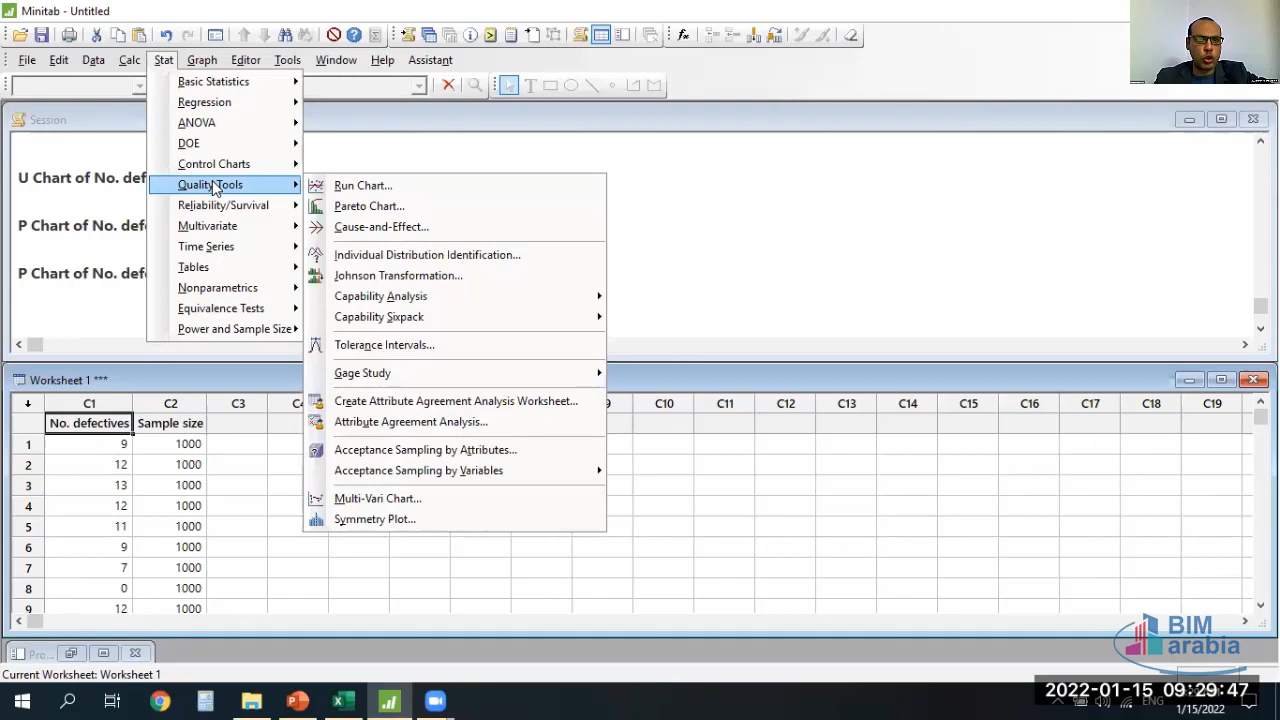 Minitab - Untitled
File Edit Data Calc Stat Graph Editor Tools Window Help Assistant
Basic Statistics
Regression
ANOVA
DOE
Control Charts
Quality Tools
Reliability/Survival
Multivariate
Time Series
Tables
Nonparametrics
Equivalence Tests
Power and Sample Size
Run Chart...
Pareto Chart...
Cause-and-Effect...
Individual Distribution Identification...
Johnson Transformation...
Capability Analysis
Capability Sixpack
Tolerance Intervals...
Gage Study
Create Attribute Agreement Analysis Worksheet...
Attribute Agreement Analysis...
Acceptance Sampling by Attributes...
Acceptance Sampling by Variables
Multi-Vari Chart...
Symmetry Plot...
Session
U Chart of No. def
P Chart of No. defe
P Chart of No. defe
Worksheet 1 ***
C1 C2 C3 C4 9 C10 C11 C12 C13 C14 C15 C16 C17 C18 C19
No. defectives Sample size
1 9 1000
2 12 1000
3 13 1000
4 12 1000
5 11 1000
6 9 1000
7 7 1000
8 0 1000
9 12 1000
Pro...
BIM
arabia
Current Worksheet: Worksheet 1
ENG
2022-01-15 09:29:47
1/15/2022